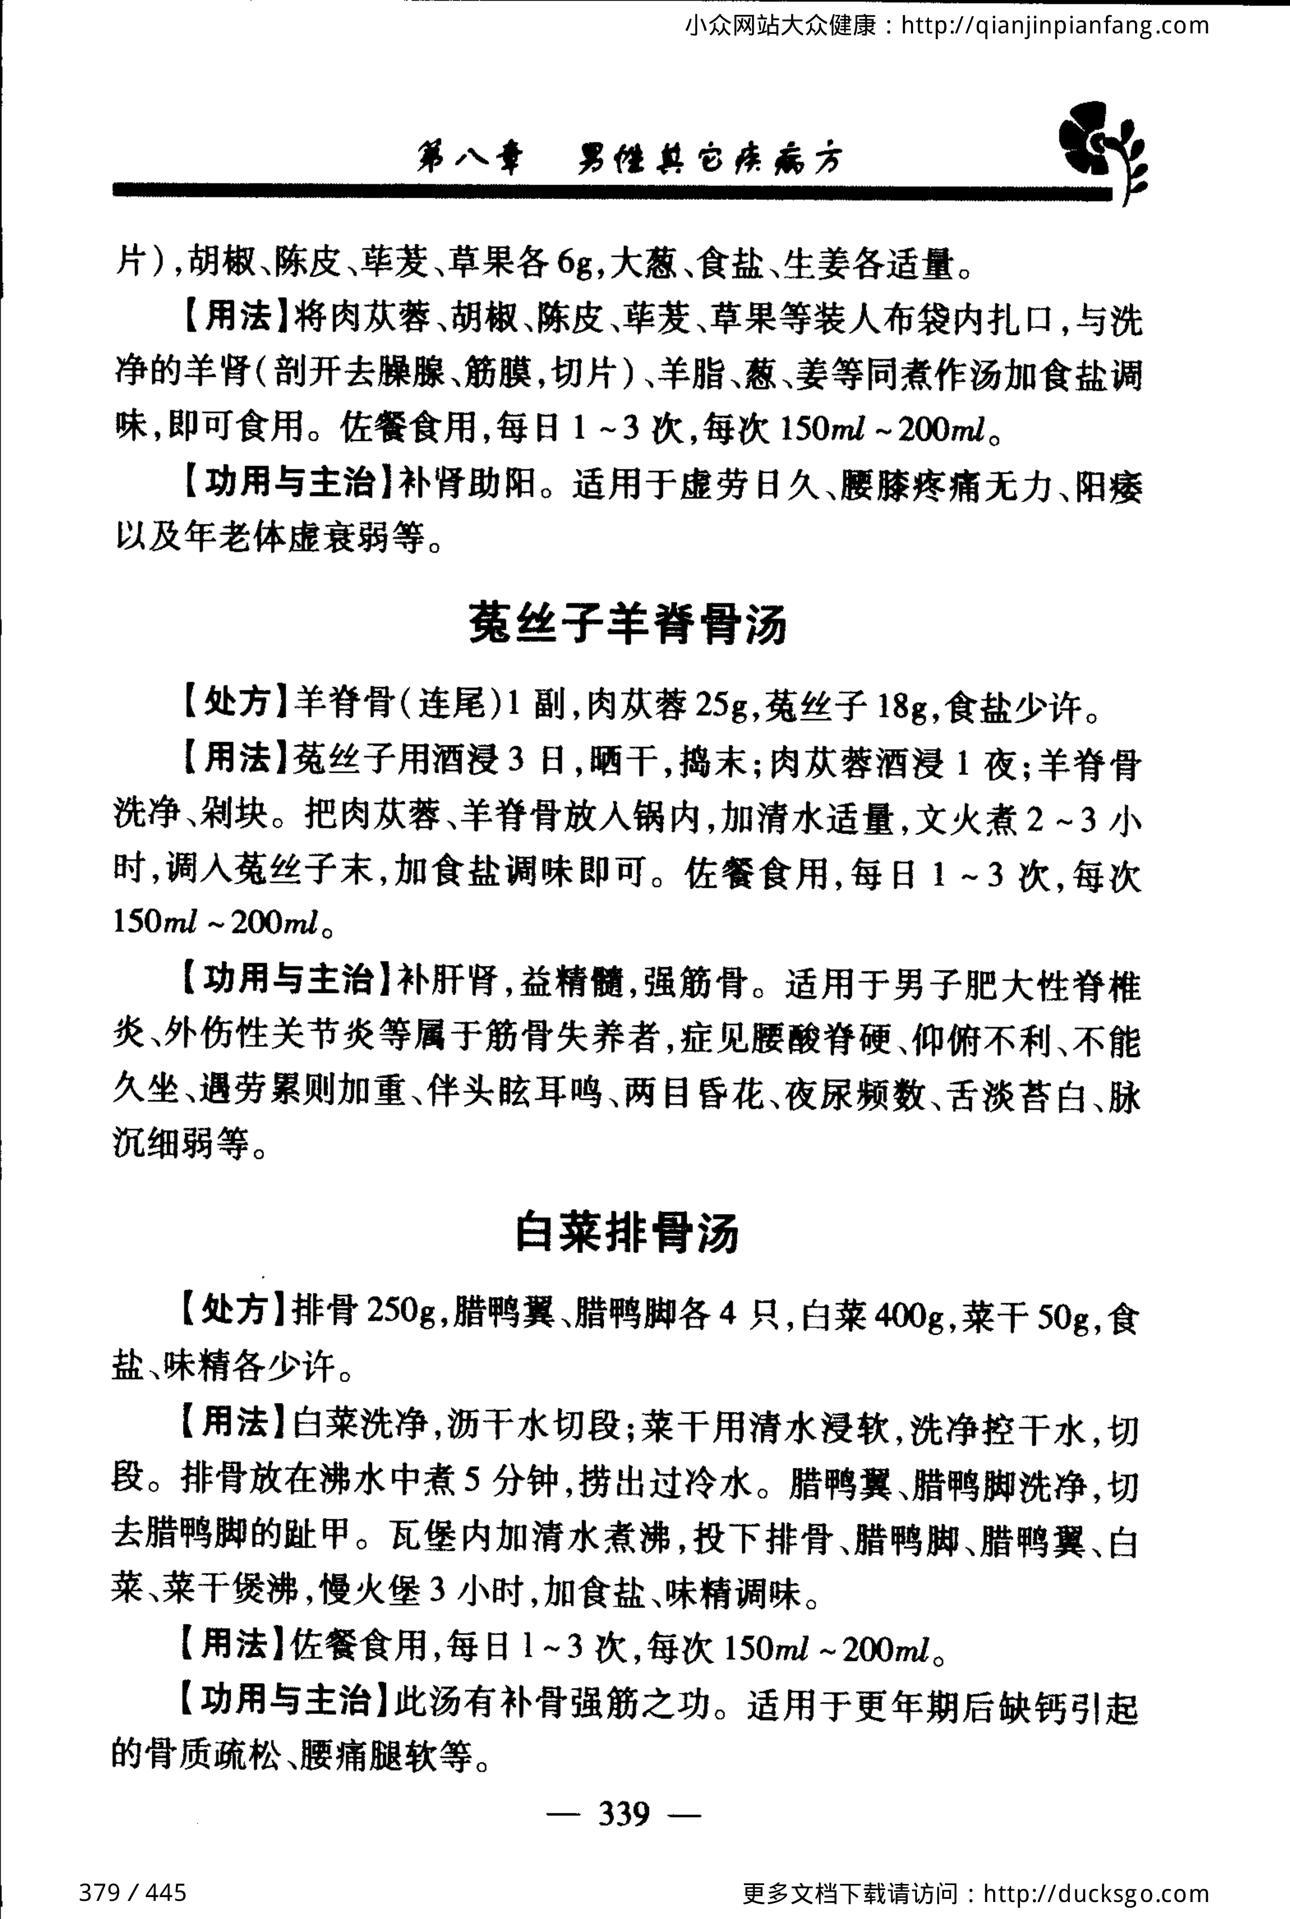 小众网站大众健康：http://qianjinpianfang.com
第八章 男性其它疾病方
片),胡椒、陈皮、荜茇、草果各6g,大葱、食盐、生姜各适量。
【用法】将肉苁蓉、胡椒、陈皮、荜茇、草果等装人布袋内扎口,与洗
净的羊肾(剖开去臊腺、筋膜,切片)、羊脂、葱、姜等同煮作汤加食盐调
味,即可食用。佐餐食用,每日1~3次,每次150ml~200ml。
【功用与主治】补肾助阳。适用于虚劳日久、腰膝疼痛无力、阳痿
以及年老体虚衰弱等。
菟丝子羊脊骨汤
【处方】羊脊骨(连尾)1副,肉苁蓉25g,菟丝子18g,食盐少许。
【用法】菟丝子用酒浸3日,晒干,捣末;肉苁蓉酒浸1夜;羊脊骨
洗净、剁块。把肉苁蓉、羊脊骨放人锅内,加清水适量,文火煮2~3小
时,调入菟丝子末,加食盐调味即可。佐餐食用,每日1~3次,每次
150ml~200ml。
【功用与主治】补肝肾,益精髓,强筋骨。适用于男子肥大性脊椎
炎、外伤性关节炎等属于筋骨失养者,症见腰酸脊硬、仰俯不利、不能
久坐、遇劳累则加重、伴头眩耳鸣、两目昏花、夜尿频数、舌淡苔白、脉
沉细弱等。
白菜排骨汤
【处方】排骨250g,腊鸭翼、腊鸭脚各4只,白菜400g,菜干50g,食
盐、味精各少许。
【用法】白菜洗净,沥干水切段;菜干用清水浸软,洗净控干水,切
段。排骨放在沸水中煮5分钟,捞出过冷水。腊鸭翼、腊鸭脚洗净,切
去腊鸭脚的趾甲。瓦堡内加清水煮沸,投下排骨、腊鸭脚、腊鸭翼、白
菜、菜干煲沸,慢火堡3小时,加食盐、味精调味。
【用法】佐餐食用,每日1~3次,每次150ml~200ml。
【功用与主治】此汤有补骨强筋之功。适用于更年期后缺钙引起
的骨质疏松、腰痛腿软等。
— 339 —
379 / 445
更多文档下载请访问：http://ducksgo.com